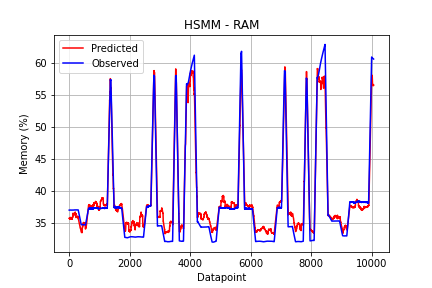 HSMM - RAM
Predicted
Observed
Memory (%)
60
55
50
45
40
35
0
2000
4000
6000
8000
10000
Datapoint